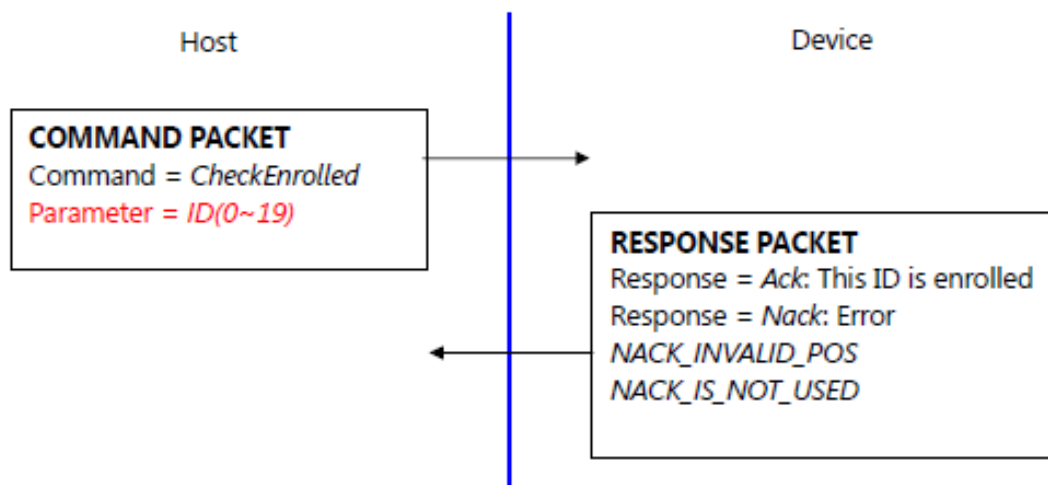 Host
Device
COMMAND PACKET
Command = CheckEnrolled
Parameter = ID(0~19)
RESPONSE PACKET
Response = Ack: This ID is enrolled
Response = Nack: Error
NACK_INVALID_POS
NACK_IS_NOT_USED